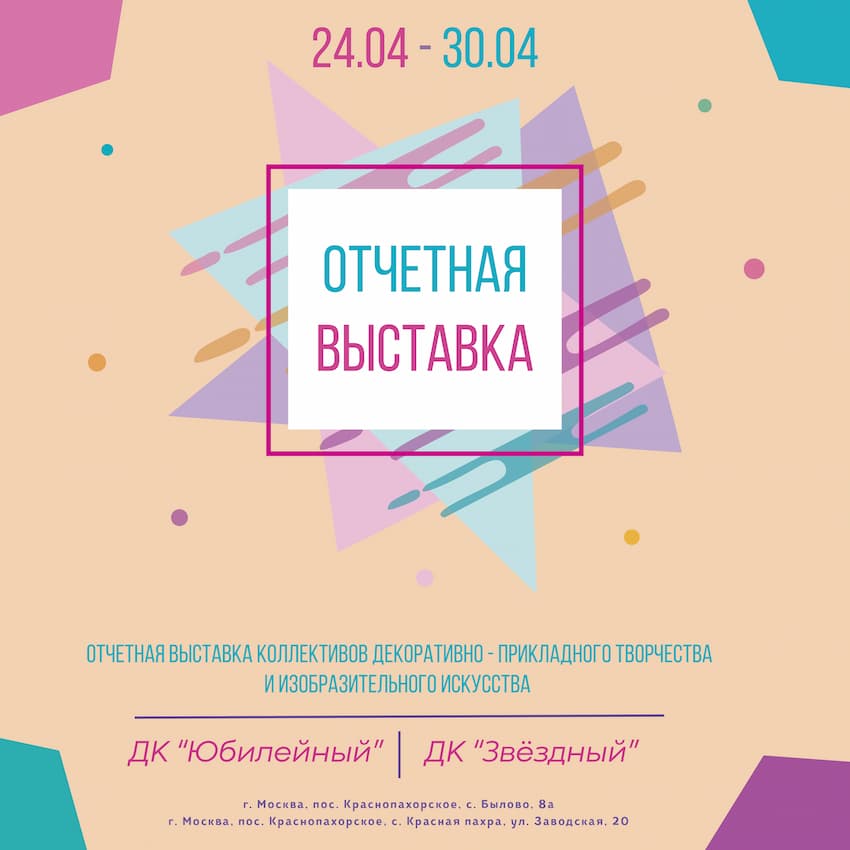 24.04 - 30.04
ОТЧЕТНАЯ
ВЫСТАВКА
ОТЧЕТНАЯ ВЫСТАВКА КОЛЛЕКТИВОВ ДЕКОРАТИВНО - ПРИКЛАДНОГО ТВОРЧЕСТВА
И ИЗОБРАЗИТЕЛЬНОГО ИСКУССТВА
ДК "Юбилейный" ДК "Звёздный"
г. Москва, пос. Краснопахорское, с. Былово, 8а
г. Москва, пос. Краснопахорское, с. Красная пахра, ул. Заводская, 20